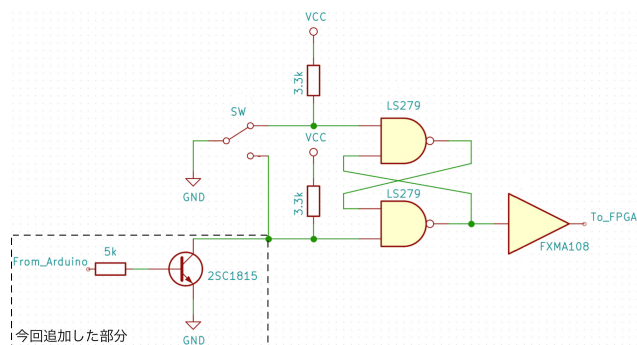 VCC
3.3k
LS279
SW
VCC
GND
3.3k
LS279
To_FPGA
FXMA108
5k
From_Arduino
2SC1815
今回追加した部分
GND